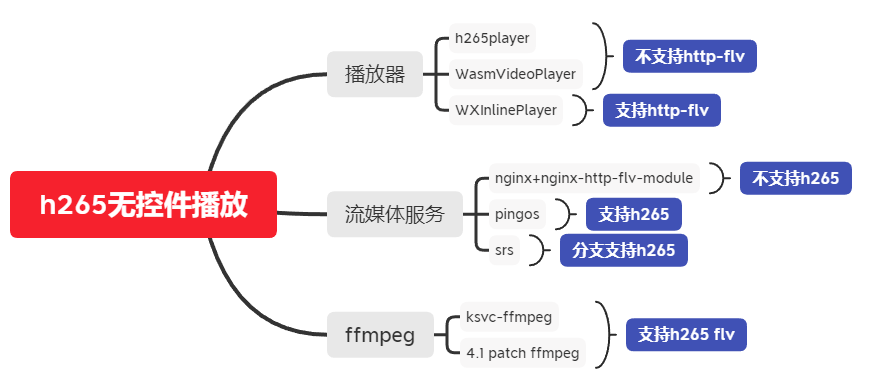 h265无控件播放
播放器
h265player
WasmVideoPlayer
不支持http-flv
WXInlinePlayer
支持http-flv
流媒体服务
nginx+nginx-http-flv-module
不支持h265
pingos
支持h265
srs
分支支持h265
ffmpeg
ksvc-ffmpeg
4.1 patch ffmpeg
支持h265 flv